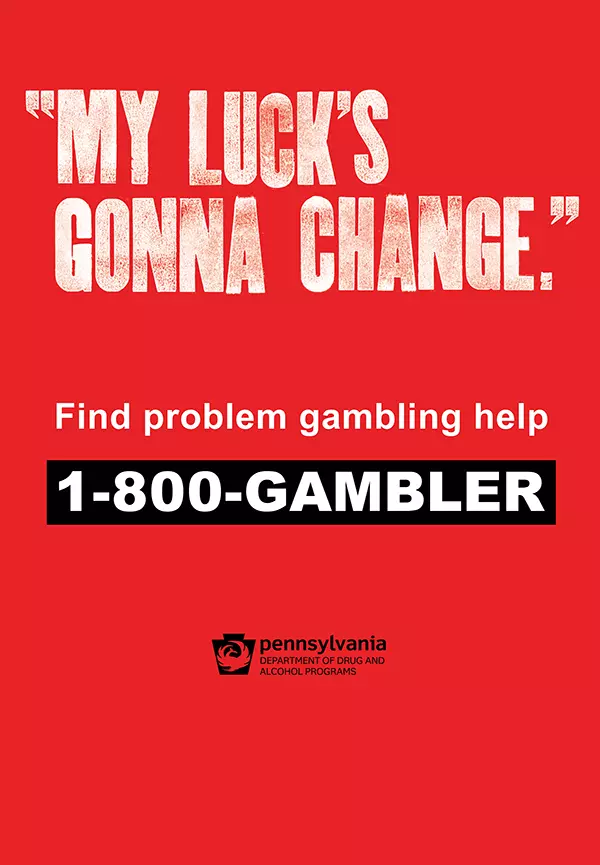 "MY LUCK'S
GONNA CHANGE."
Find problem gambling help
1-800-GAMBLER
pennsylvania
DEPARTMENT OF DRUG AND
ALCOHOL PROGRAMS